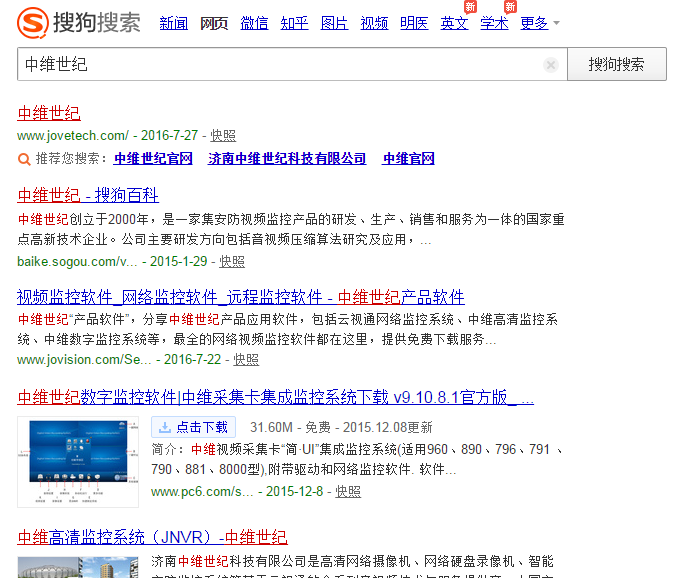 搜狗搜索 新闻 网页 微信 知乎 图片 视频 明医 英文 新 学术 新 更多
中维世纪 搜狗搜索
中维世纪
www.jovetech.com/ - 2016-7-27 - 快照
推荐您搜索： 中维世纪官网 济南中维世纪科技有限公司 中维官网
中维世纪 - 搜狗百科
中维世纪创立于2000年，是一家集安防视频监控产品的研发、生产、销售和服务为一体的国家重
点高新技术企业。公司主要研发方向包括音视频压缩算法研究及应用，...
baike.sogou.com/v... - 2015-1-29 - 快照
视频监控软件_网络监控软件_远程监控软件 - 中维世纪产品软件
中维世纪“产品软件”，分享中维世纪产品应用软件，包括云视通网络监控系统、中维高清监控系
统、中维数字监控系统等，最全的网络视频监控软件都在这里，提供免费下载服务...
www.jovision.com/Se... - 2016-7-22 - 快照
中维世纪数字监控软件|中维采集卡集成监控系统下载 v9.10.8.1官方版_ ...
点击下载 31.60M - 免费 - 2015.12.08更新
简介：中维视频采集卡“简·UI”集成监控系统(适用960、890、796、791 、
790、881、8000型),附带驱动和网络监控软件. 软件...
www.pc6.com/s... - 2015-12-8 - 快照
中维高清监控系统（JNVR）-中维世纪
济南中维世纪科技有限公司是高清网络摄像机、网络硬盘录像机、智能